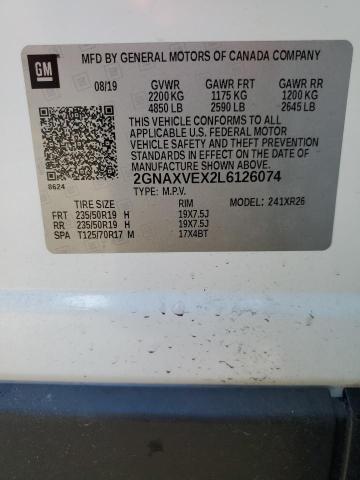 MFD BY GENERAL MOTORS OF CANADA COMPANY
GM
08/19 GVWR GAWR FRT GAWR RR
2200 KG 1175 KG 1200 KG
4850 LB 2590 LB 2645 LB
THIS VEHICLE CONFORMS TO ALL APPLICABLE
U.S. FEDERAL MOTOR
VEHICLE SAFETY AND THEFT PREVENTION
STANDARDS IN EFFECT ON THE DATE OF
MANUFACTURE SHOWN ABOVE.
8624
2GNAXVEX2L6126074
TYPE: M.P.V. MODEL: 241XR26
TIRE SIZE RIM
FRT 235/50R19 H 19X7.5J
RR 235/50R19 H 19X7.5J
SPA T125/70R17 M 17X4BT